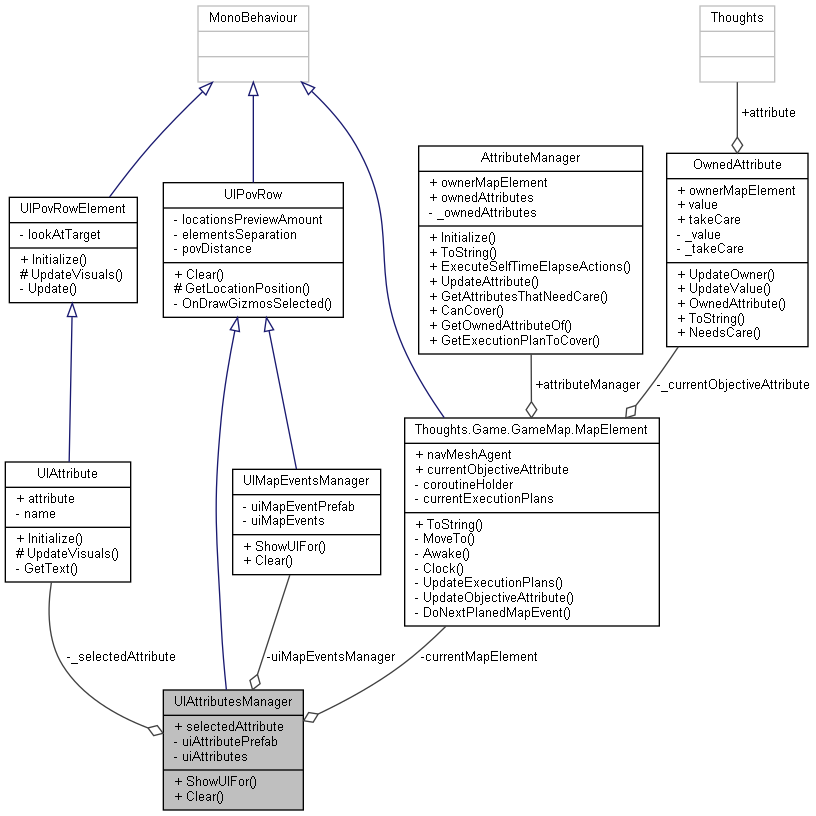 MonoBehaviour
Thoughts
+attribute
AttributeManager
+ ownerMapElement
+ ownedAttributes
- _ownedAttributes
+ Initialize()
+ ToString()
+ ExecuteSelfTimeElapseActions()
+ UpdateAttribute()
+ GetAttributesThatNeedCare()
+ CanCover()
+ GetOwnedAttributeOf()
+ GetExecutionPlanToCover()
OwnedAttribute
+ ownerMapElement
+ value
+ takeCare
- _value
- _takeCare
+ UpdateOwner()
+ UpdateValue()
+ OwnedAttribute()
+ ToString()
+ NeedsCare()
UIPovRowElement
- lookAtTarget
+ Initialize()
# UpdateVisuals()
- Update()
UIPovRow
- locationsPreviewAmount
- elementsSeparation
- povDistance
+ Clear()
# GetLocationPosition()
- OnDrawGizmosSelected()
+attributeManager
-_currentObjectiveAttribute
Thoughts.Game.GameMap.MapElement
+ navMeshAgent
+ currentObjectiveAttribute
- coroutineHolder
- currentExecutionPlans
+ ToString()
- MoveTo()
- Awake()
- Clock()
- UpdateExecutionPlans()
- UpdateObjectiveAttribute()
- DoNextPlanedMapEvent()
UIAttribute
+ attribute
- name
+ Initialize()
# UpdateVisuals()
- GetText()
UIMapEventsManager
- uiMapEventPrefab
- uiMapEvents
+ ShowUIFor()
+ Clear()
-_selectedAttribute
-uiMapEventsManager
-currentMapElement
UIAttributesManager
+ selectedAttribute
- uiAttributePrefab
- uiAttributes
+ ShowUIFor()
+ Clear()